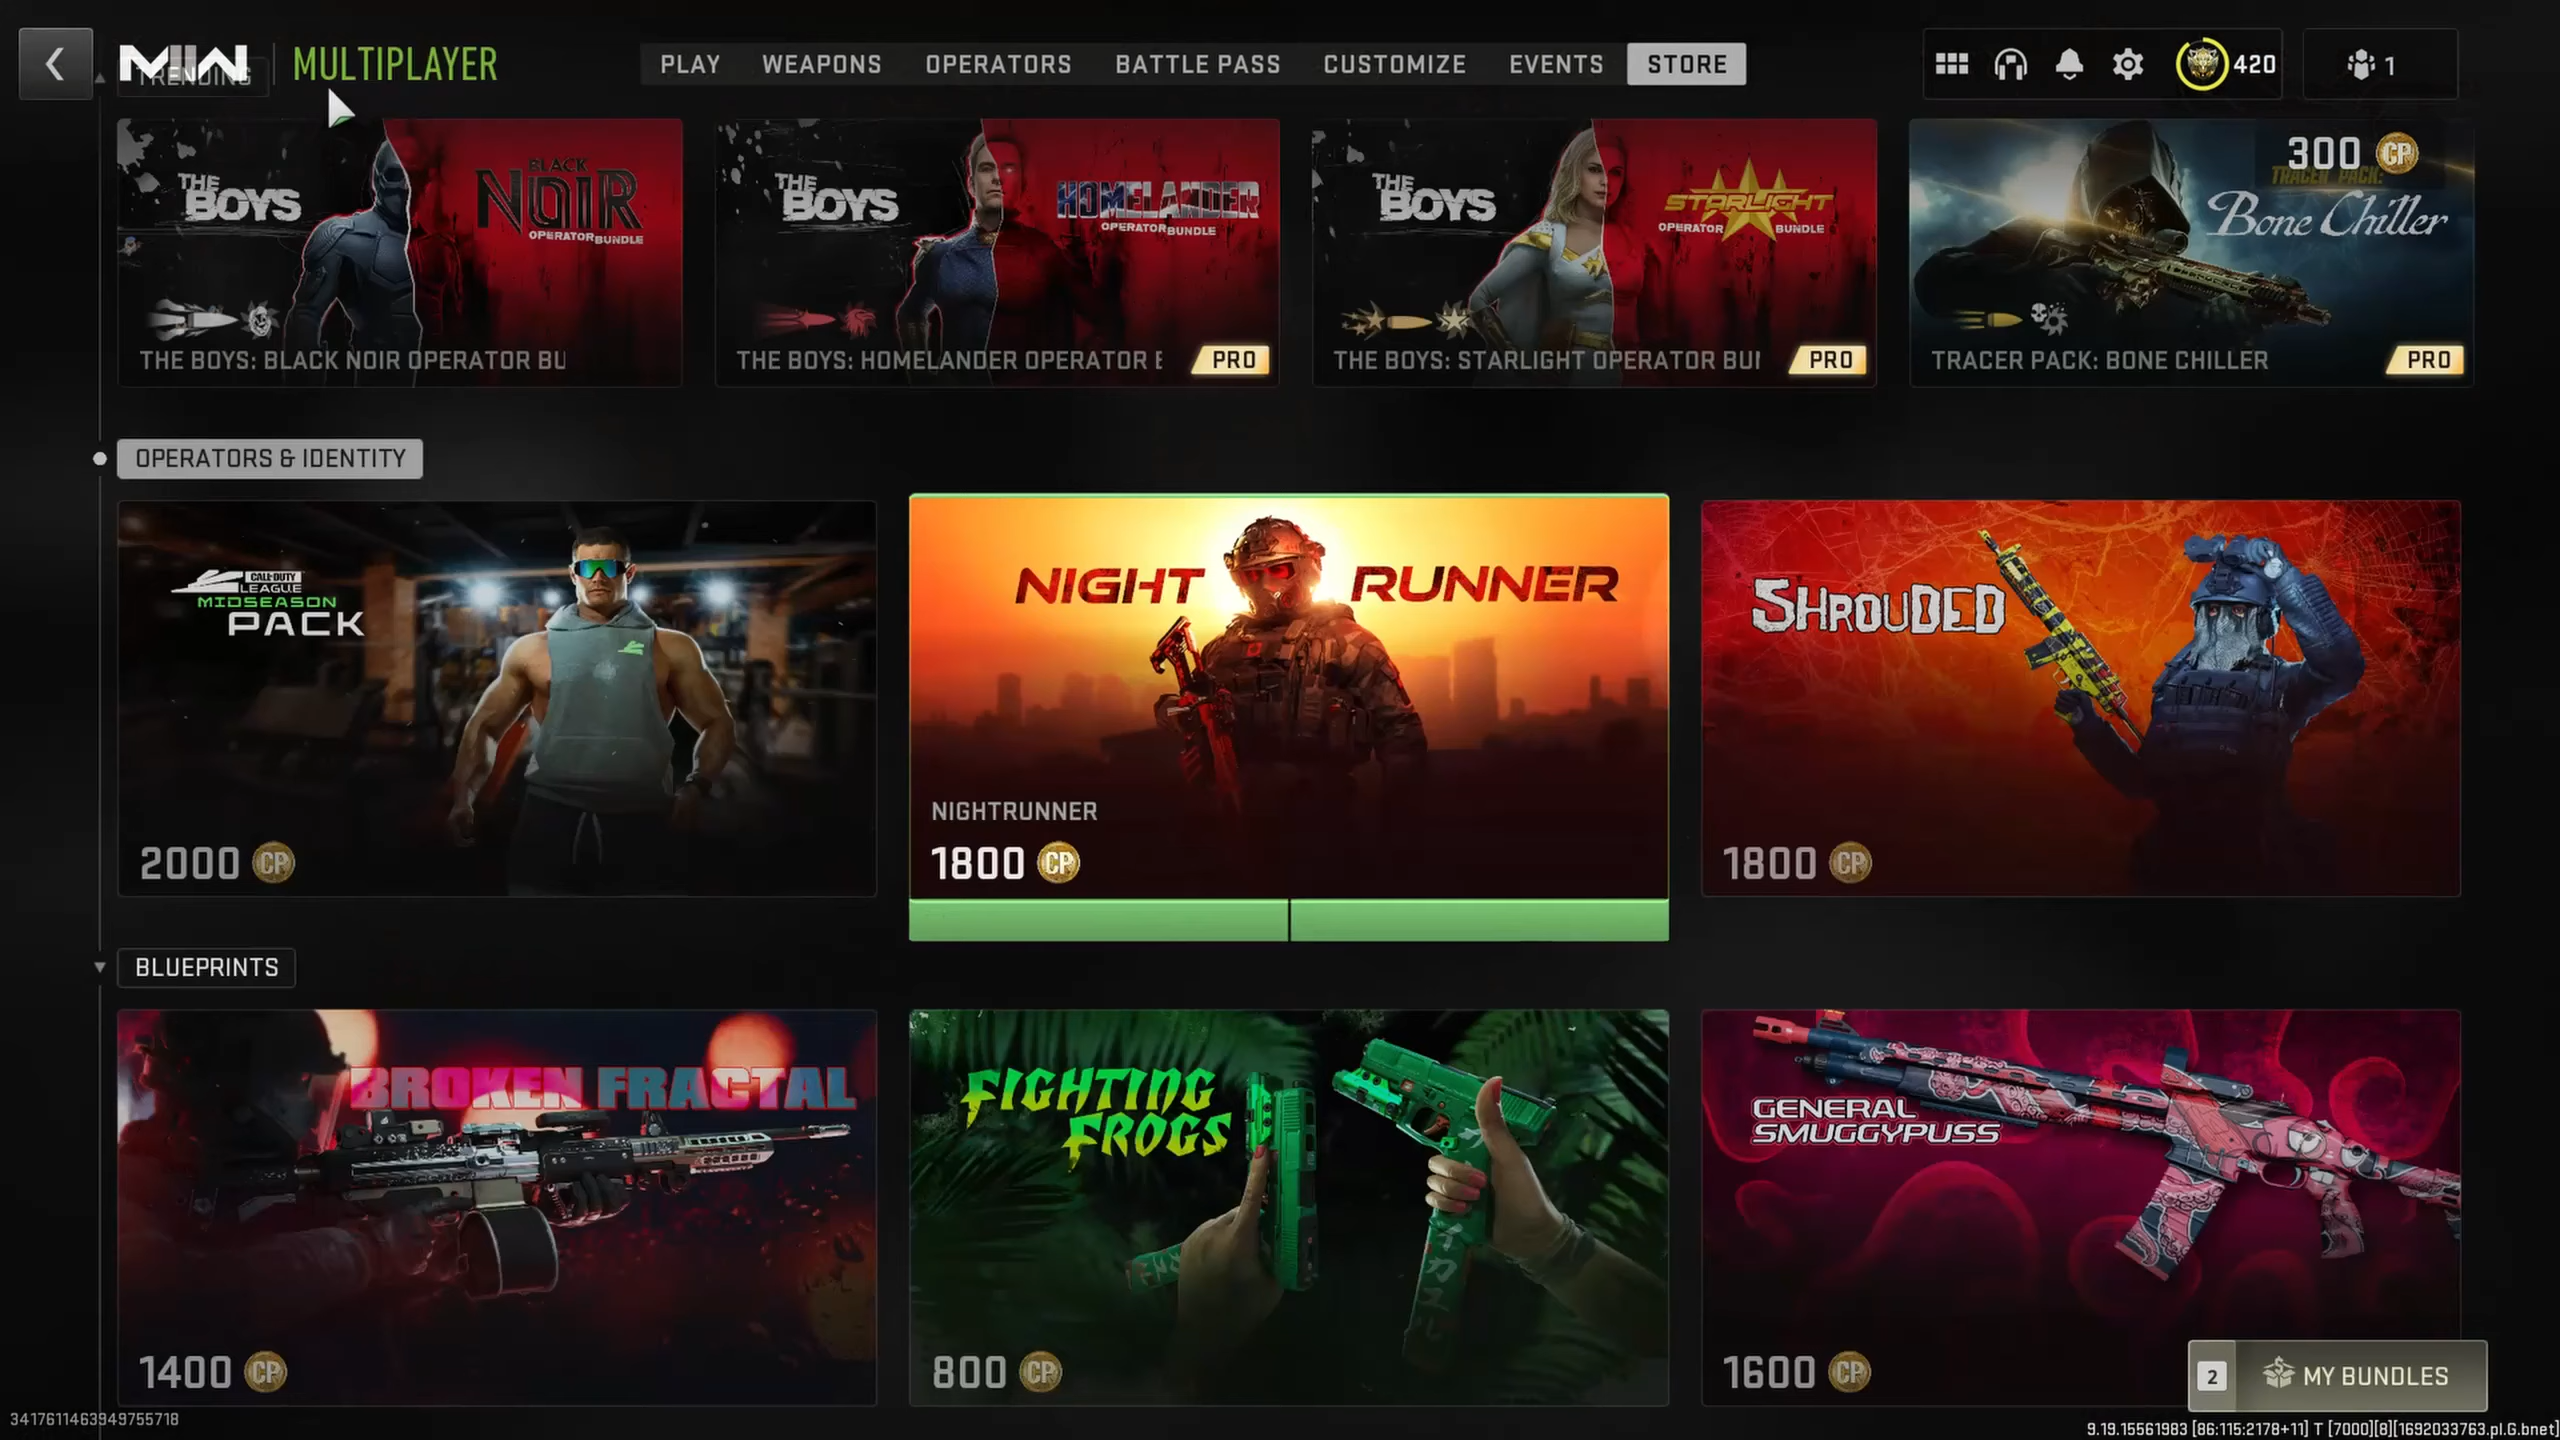 MW
TRENDING
MULTIPLAYER
PLAY
WEAPONS
OPERATORS
BATTLE PASS
CUSTOMIZE
EVENTS
STORE
420
1
THE BOYS
BLACK
NOIR
OPERATOR BUNDLE
THE BOYS: BLACK NOIR OPERATOR BU
THE BOYS
HOMELANDER
OPERATOR BUNDLE
THE BOYS: HOMELANDER OPERATOR
PRO
THE BOYS
STARLIGHT
OPERATOR BUNDLE
THE BOYS: STARLIGHT OPERATOR BU
PRO
300 CP
TRACER PACK:
Bone Chiller
TRACER PACK: BONE CHILLER
PRO
OPERATORS & IDENTITY
CALL OF DUTY
LEAGUE
MIDSEASON
PACK
2000 CP
NIGHT RUNNER
NIGHTRUNNER
1800 CP
SHROUDED
1800 CP
BLUEPRINTS
BROKEN FRACTAL
1400 CP
FIGHTING
FROGS
800 CP
GENERAL
SMUGGYPUSS
1600 CP
2
MY BUNDLES
3417611463949755718
9.19.15561983 [86:115:2178+11] T [7000][8][1692033763.pl.G.bnet]